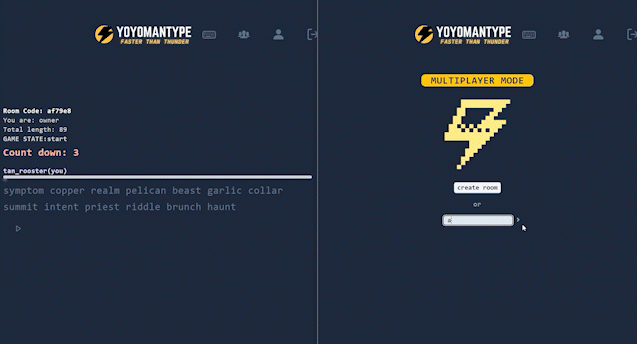 YOYOMANTYPE
FASTER THAN THUNDER
Room Code: af79e8
You are: owner
Total length: 89
GAME STATE:start
Count down: 3
tan_rooster(you)
symptom copper realm pelican beast garlic collar
summit intent priest riddle brunch haunt
YOYOMANTYPE
FASTER THAN THUNDER
MULTIPLAYER MODE
create room
or
a